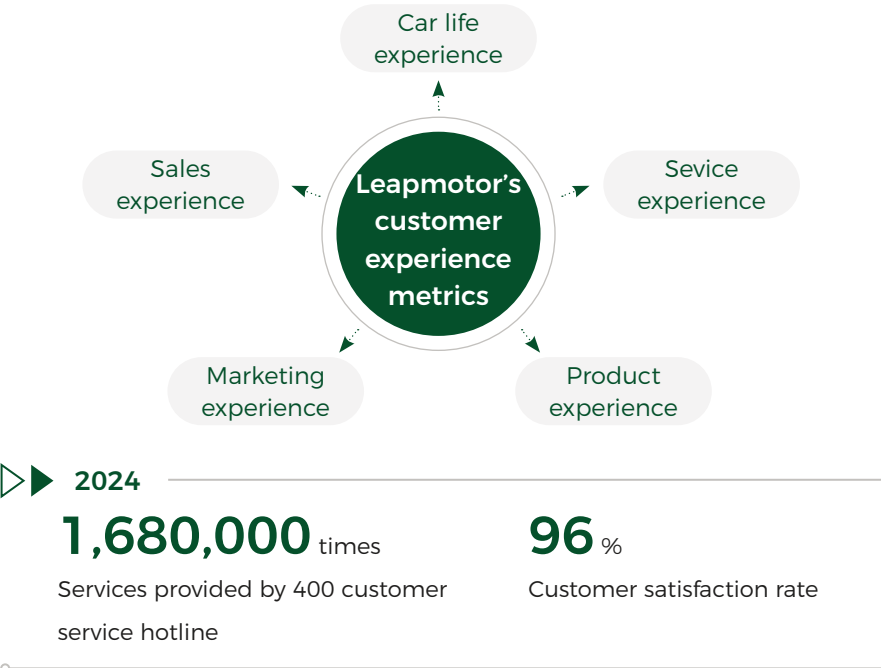 Car life
experience
Sales
experience
Sevice
experience
Leapmotor's
customer
experience
metrics
Marketing
experience
Product
experience
2024
1,680,000 times
Services provided by 400 customer
service hotline
96 %
Customer satisfaction rate